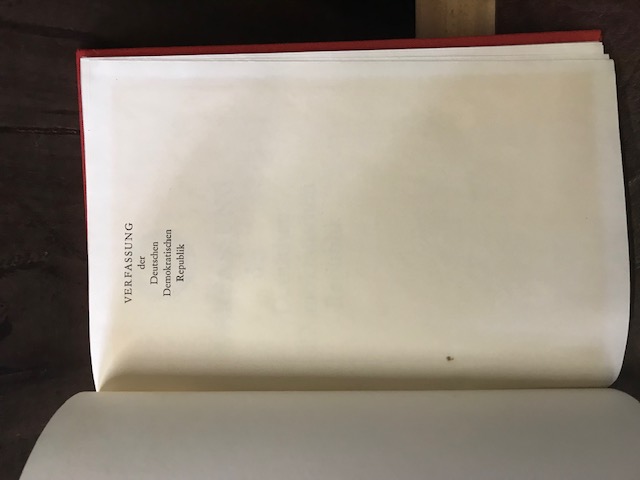 VERFASSUNG
der
Deutschen
Demokratischen
Republik